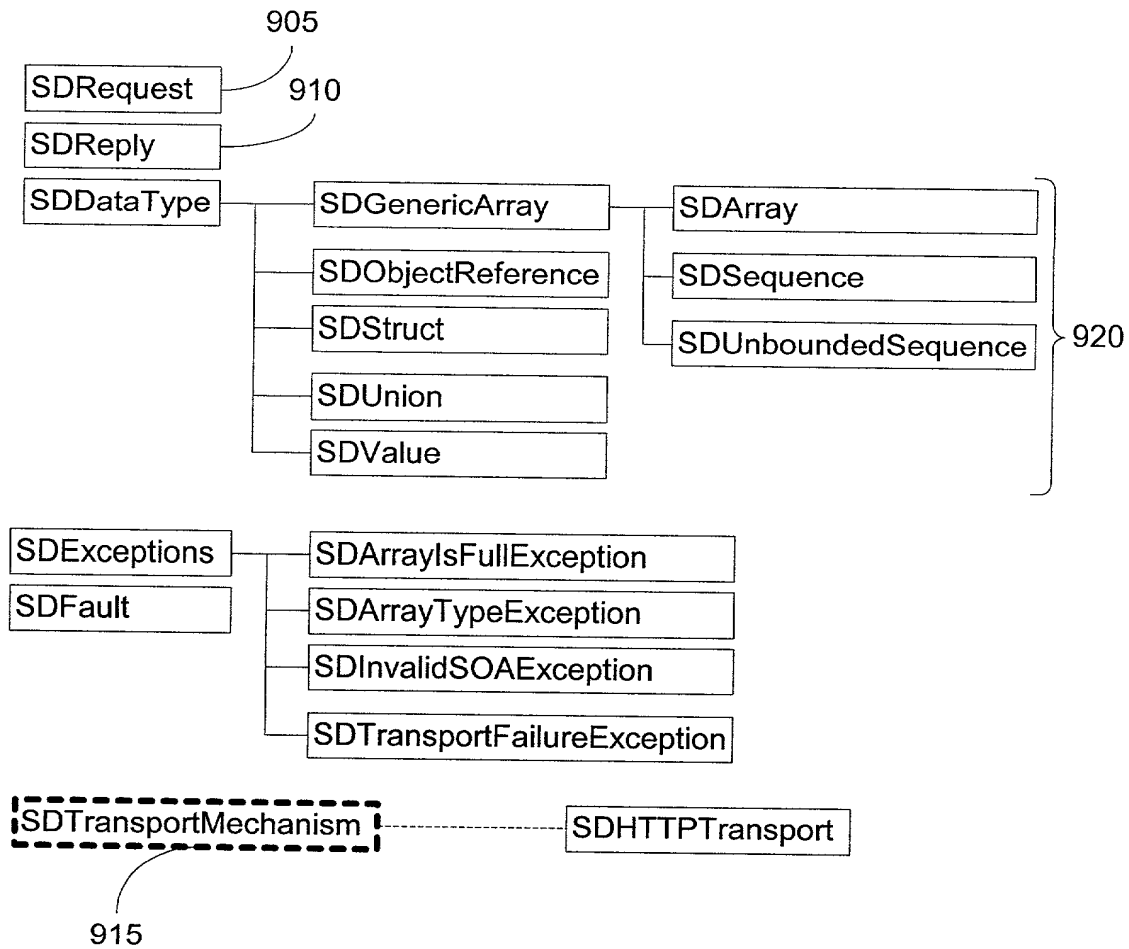 905
SDRequest
910
SDReply
SDDataType
SDGenericArray
SDArray
SDObjectReference
SDSequence
SDStruct
SDUnboundedSequence
920
SDUnion
SDValue
SDExceptions
SDArrayIsFullException
SDFault
SDArrayTypeException
SDInvalidSOAException
SDTransportFailureException
SDTransportMechanism
SDHTTPTransport
915